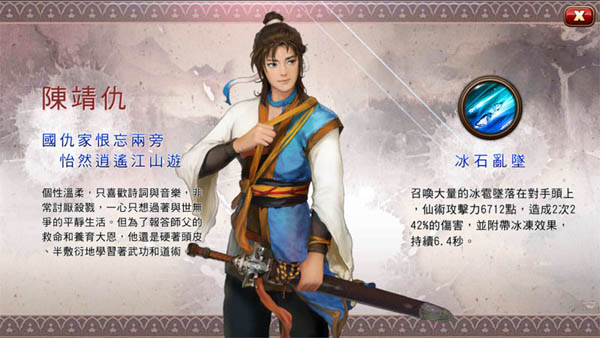 陳靖仇
國仇家恨忘兩旁
怡然逍遙江山遊
個性溫柔，只喜歡詩詞與音樂，非
常討厭殺戮，一心只想過著與世無
爭的平靜生活。但為了報答師父的
救命和養育大恩，他還是硬著頭皮
、半敷衍地學習著武功和道術
冰石亂墜
召喚大量的冰雹墜落在對手頭上
，仙術攻擊力6712點，造成2次2
42%的傷害，並附帶冰凍效果，
持續6.4秒。
X